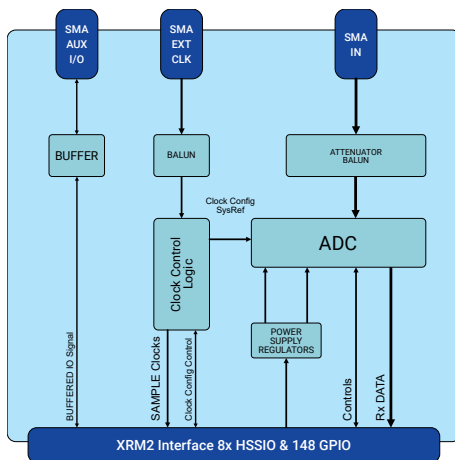 SMA
AUX
I/O
SMA
EXT
CLK
SMA
IN
BUFFER
BALUN
ATTENUATOR
BALUN
Clock Config
SysRef
Clock Control
Logic
ADC
POWER
SUPPLY
REGULATORS
BUFFERED IO Signal
SAMPLE Clocks
Clock Config Control
Controls
Rx DATA
XRM2 Interface 8x HSSIO & 148 GPIO